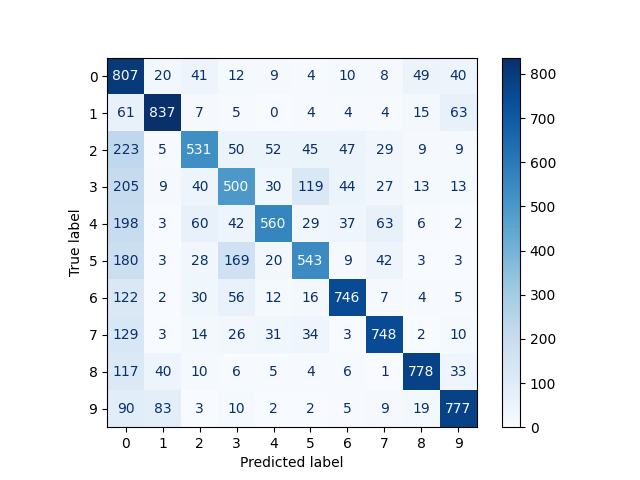 0 807 20 41 12 9 4 10 8 49 40
1 61 837 7 5 0 4 4 4 15 63
2 223 5 531 50 52 45 47 29 9 9
3 205 9 40 500 30 119 44 27 13 13
4 198 3 60 42 560 29 37 63 6 2
5 180 3 28 169 20 543 9 42 3 3
6 122 2 30 56 12 16 746 7 4 5
7 129 3 14 26 31 34 3 748 2 10
8 117 40 10 6 5 4 6 1 778 33
9 90 83 3 10 2 2 5 9 19 777
0 1 2 3 4 5 6 7 8 9
Predicted label
True label
800
700
600
500
400
300
200
100
0